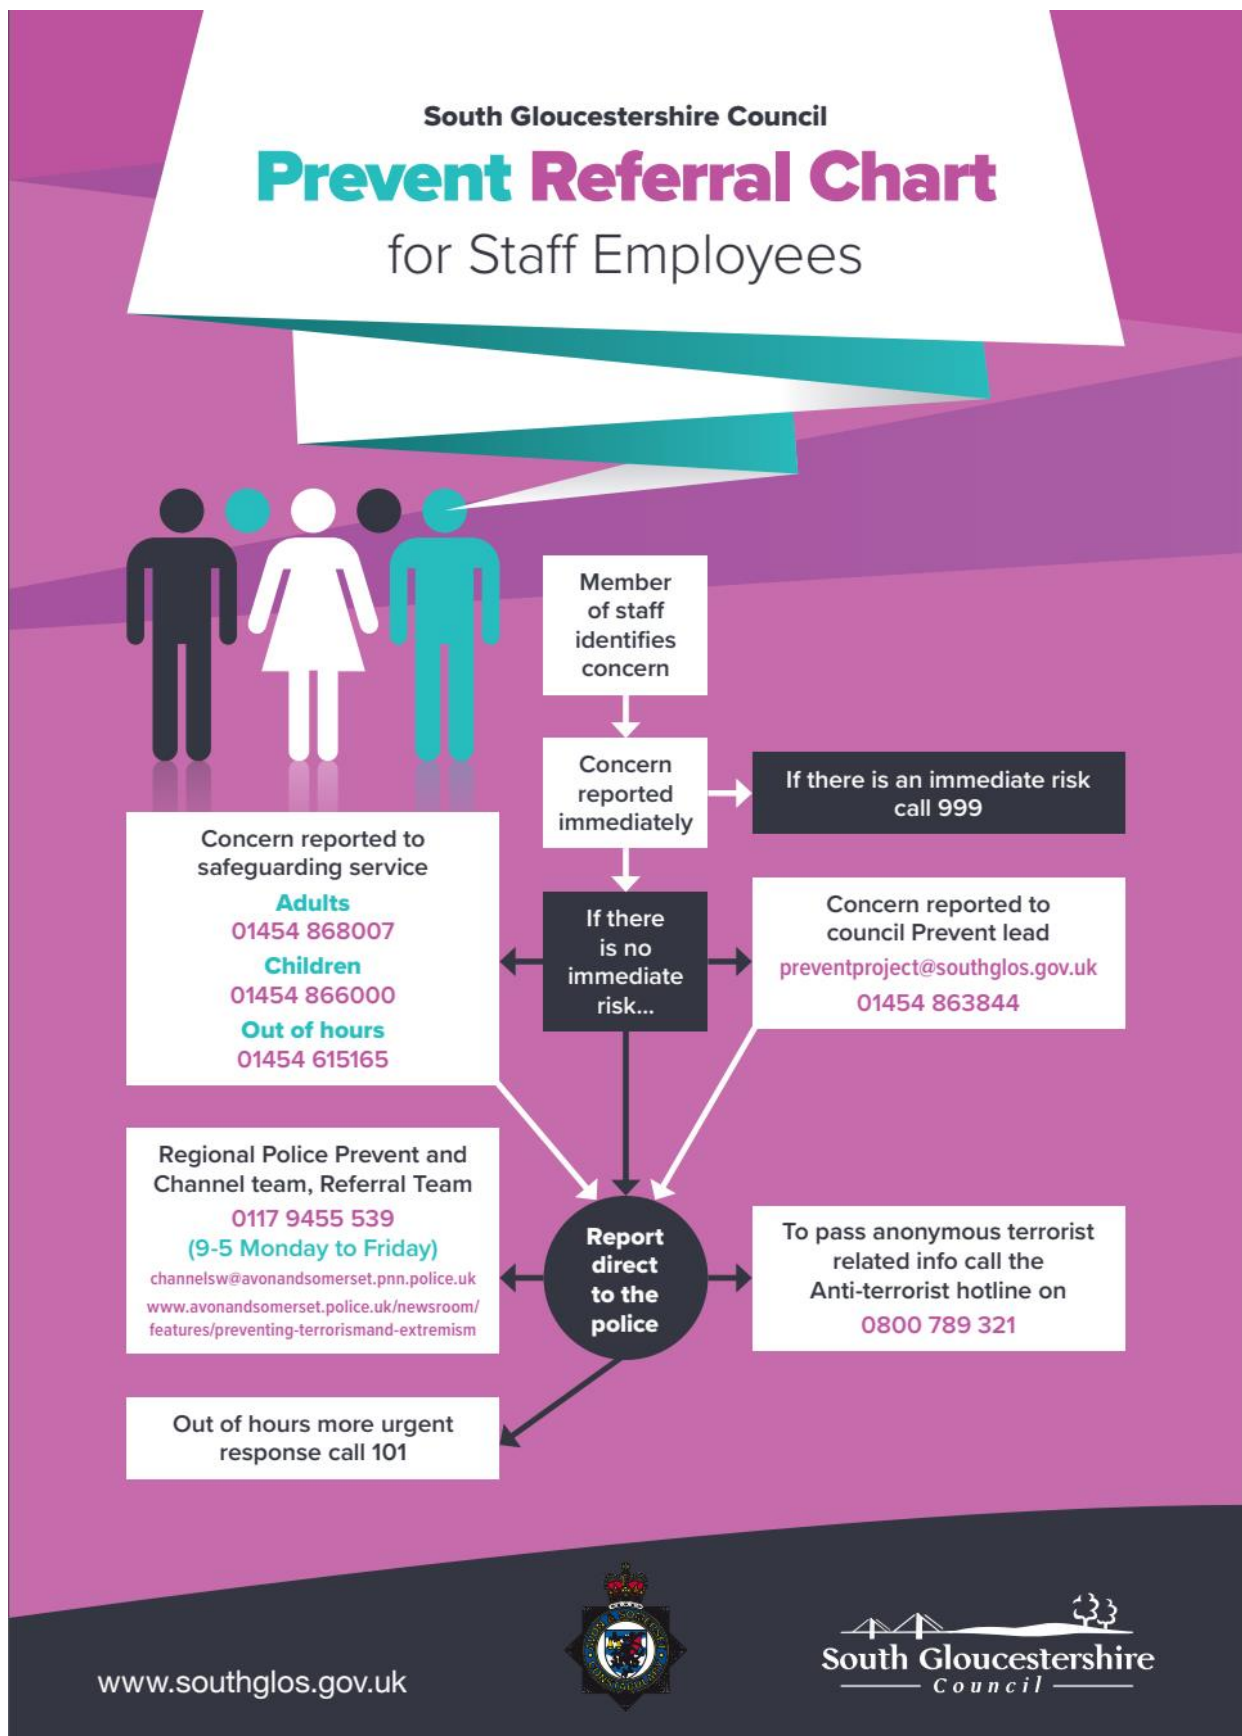 South Gloucestershire Council
Prevent Referral Chart
for Staff Employees
Member
of staff
identifies
concern
Concern
reported
immediately
If there is an immediate risk
call 999
Concern reported to
safeguarding service
Adults
01454 868007
Children
01454 866000
Out of hours
01454 615165
If there
is no
immediate
risk...
Concern reported to
council Prevent lead
preventproject@southglos.gov.uk
01454 863844
Regional Police Prevent and
Channel team, Referral Team
0117 9455 539
(9-5 Monday to Friday)
channelsw@avonandsomerset.pnn.police.uk
www.avonandsomerset.police.uk/newsroom/
features/preventing-terrorismand-extremism
Report
direct
to the
police
To pass anonymous terrorist
related info call the
Anti-terrorist hotline on
0800 789 321
Out of hours more urgent
response call 101
www.southglos.gov.uk
AVON & SOMERSET
CONSTABULARY
South Gloucestershire
Council